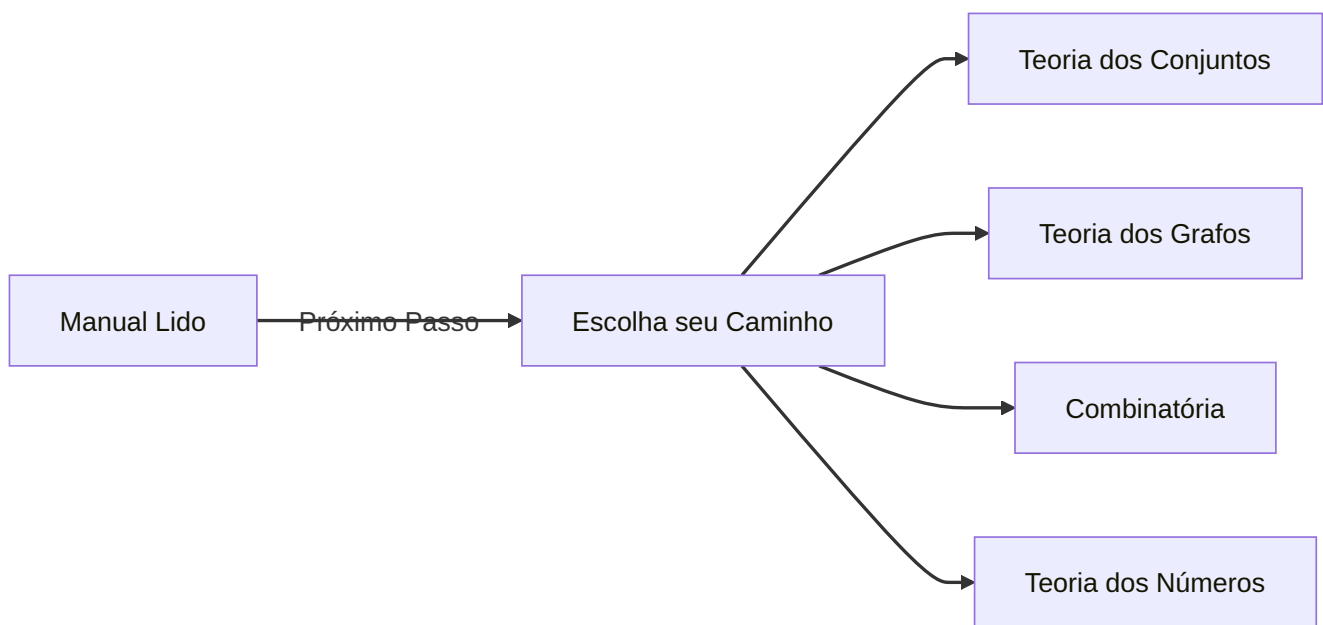 Manual Lido
Próximo Passo
Escolha seu Caminho
Teoria dos Conjuntos
Teoria dos Grafos
Combinatória
Teoria dos Números